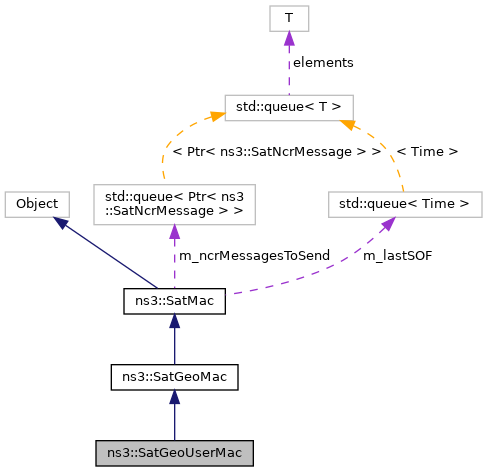 T
elements
std::queue< T >
< Ptr< ns3::SatNcrMessage > >
< Time >
std::queue< Ptr< ns3
::SatNcrMessage > >
Object
std::queue< Time >
m_ncrMessagesToSend
m_lastSOF
ns3::SatMac
ns3::SatGeoMac
ns3::SatGeoUserMac